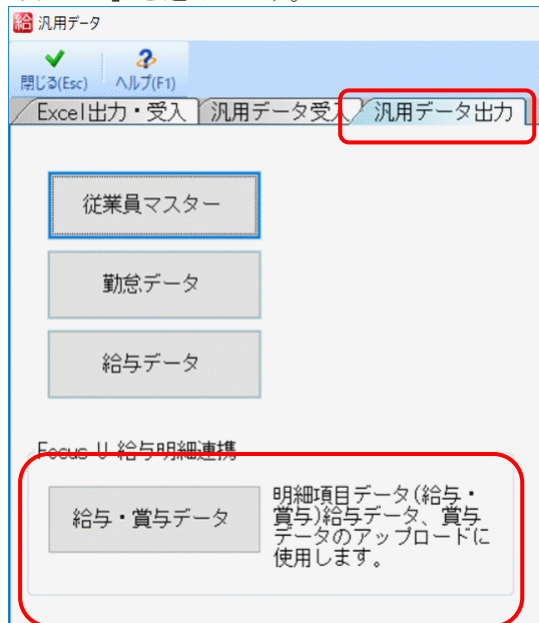 汎用データ
閉じる(Esc) ヘルプ(F1)
Excel出力・受入 汎用データ受入 汎用データ出力
従業員マスター
勤怠データ
給与データ
Focus U 給与明細連携
給与・賞与データ
明細項目データ(給与・
賞与)給与データ、賞与
データのアップロードに
使用します。